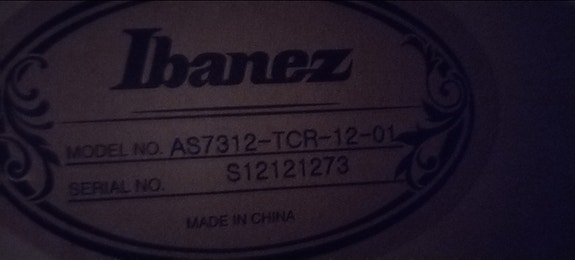 Ibanez
MODEL NO. AS7312-TCR-12-01
SERIAL NO. S12121273
MADE IN CHINA